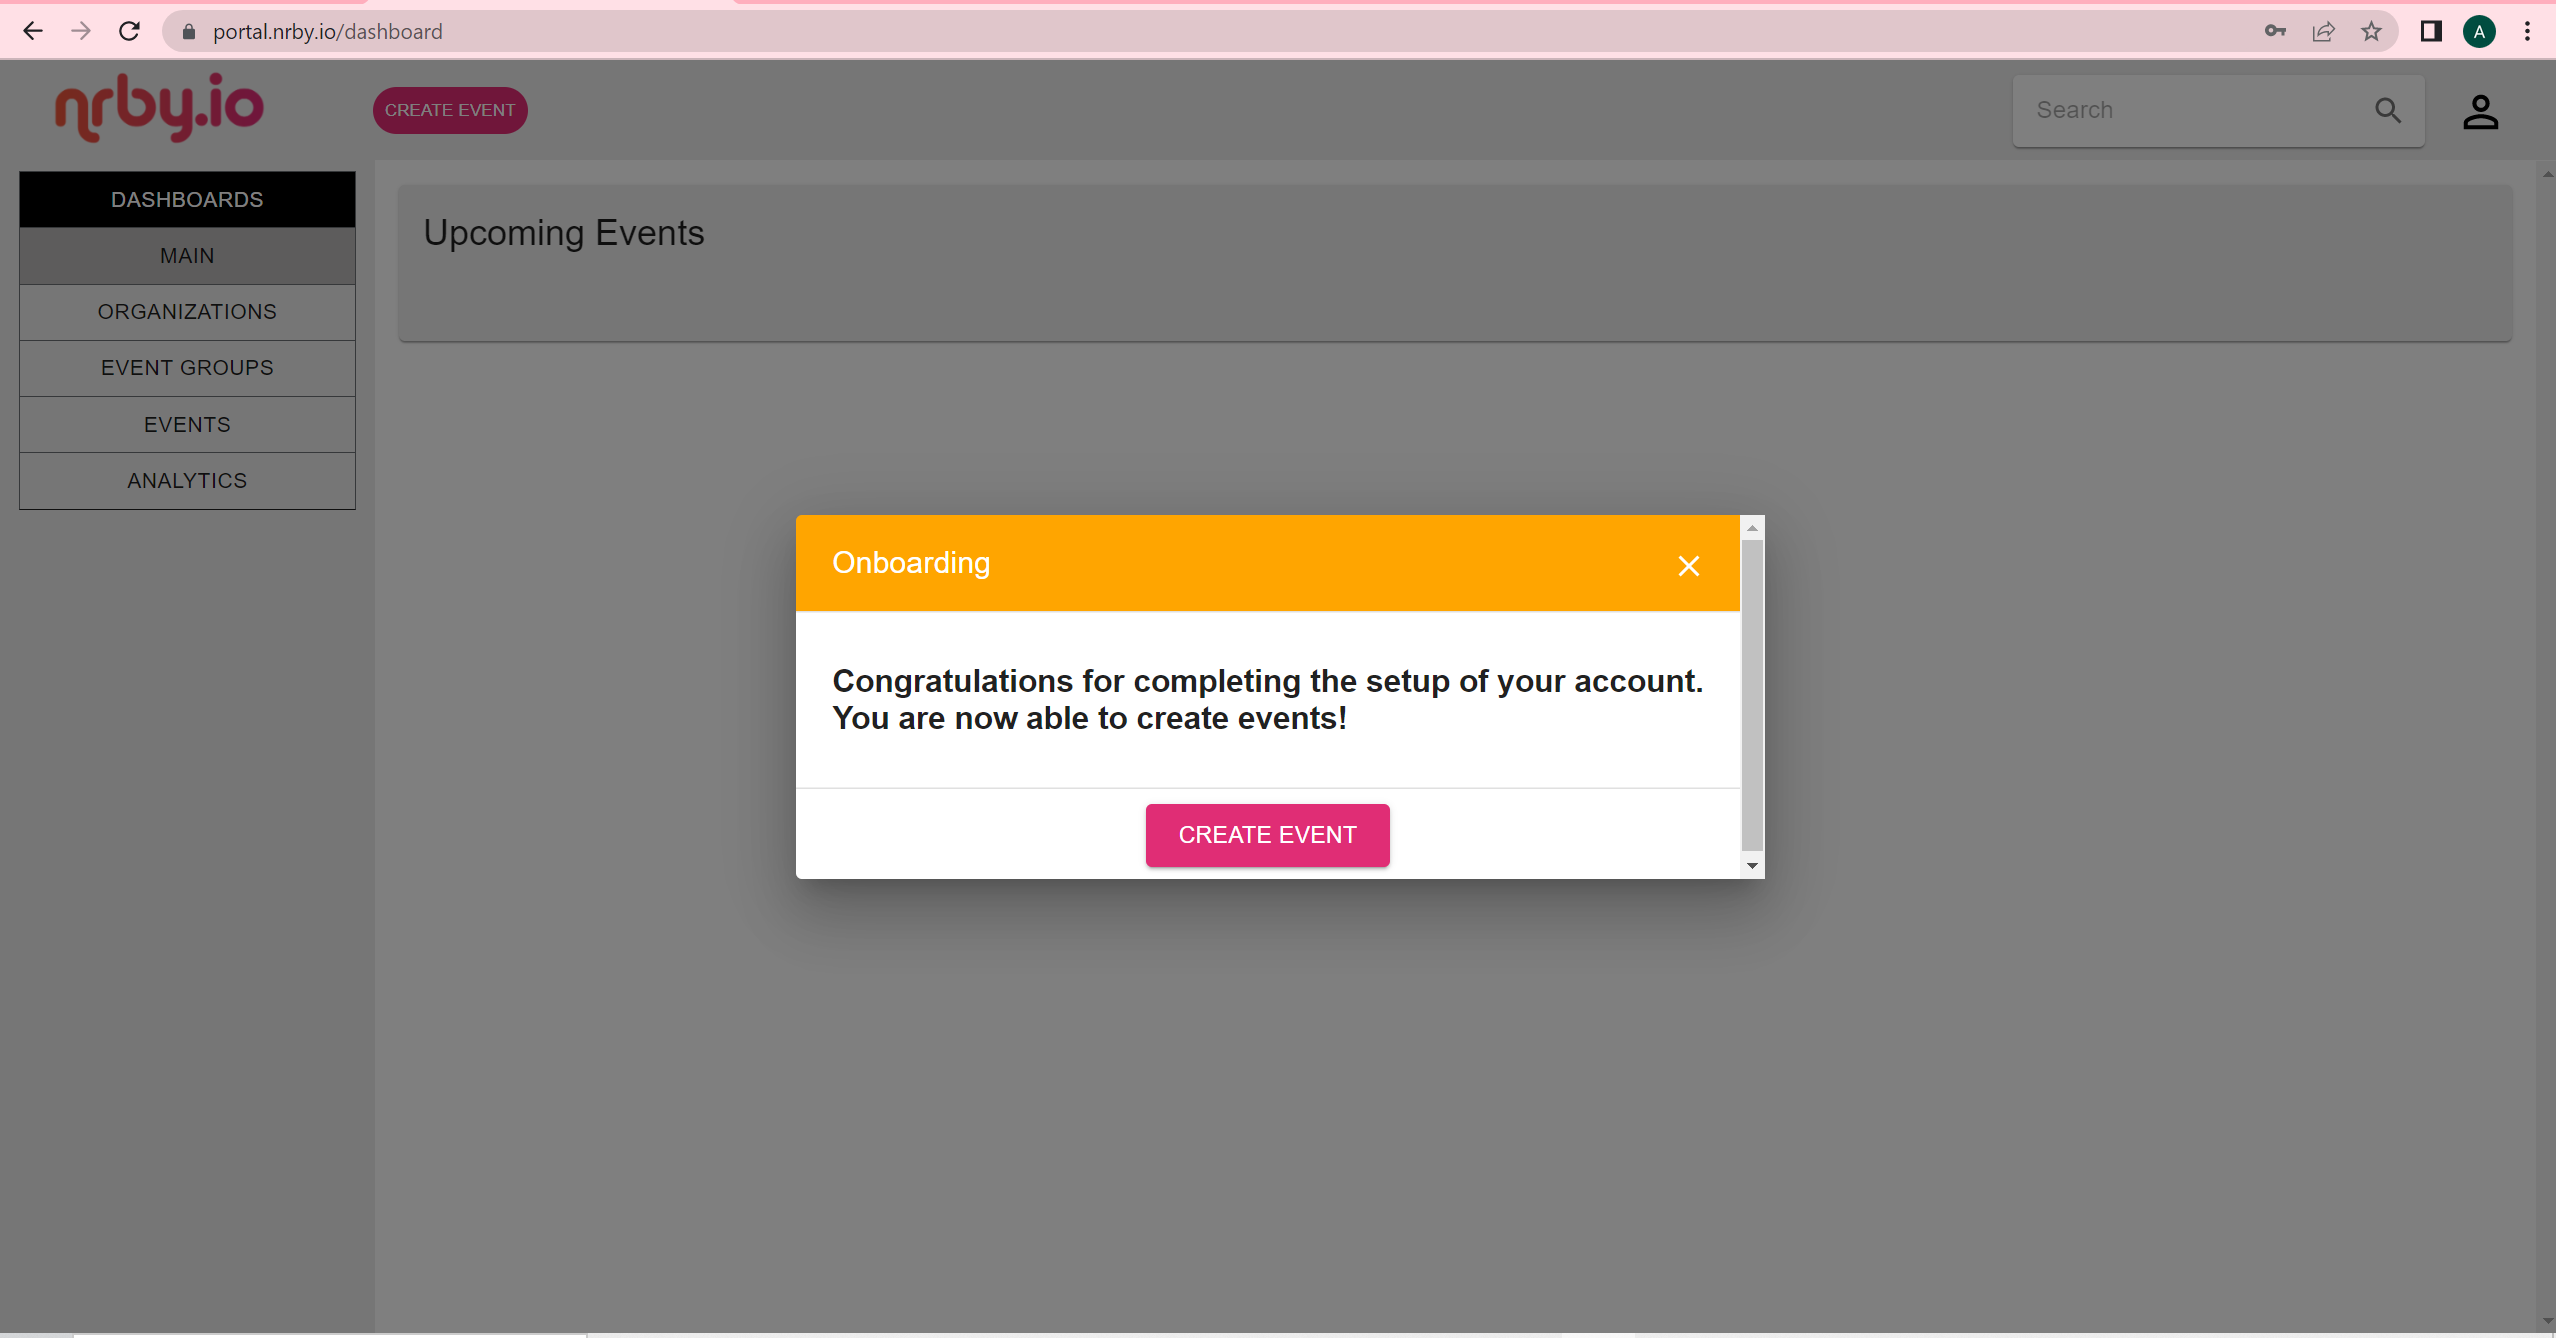 portal.nrby.io/dashboard
A
nrby.io
CREATE EVENT
Search
DASHBOARDS
MAIN
ORGANIZATIONS
EVENT GROUPS
EVENTS
ANALYTICS
Upcoming Events
Onboarding
Congratulations for completing the setup of your account.
You are now able to create events!
CREATE EVENT